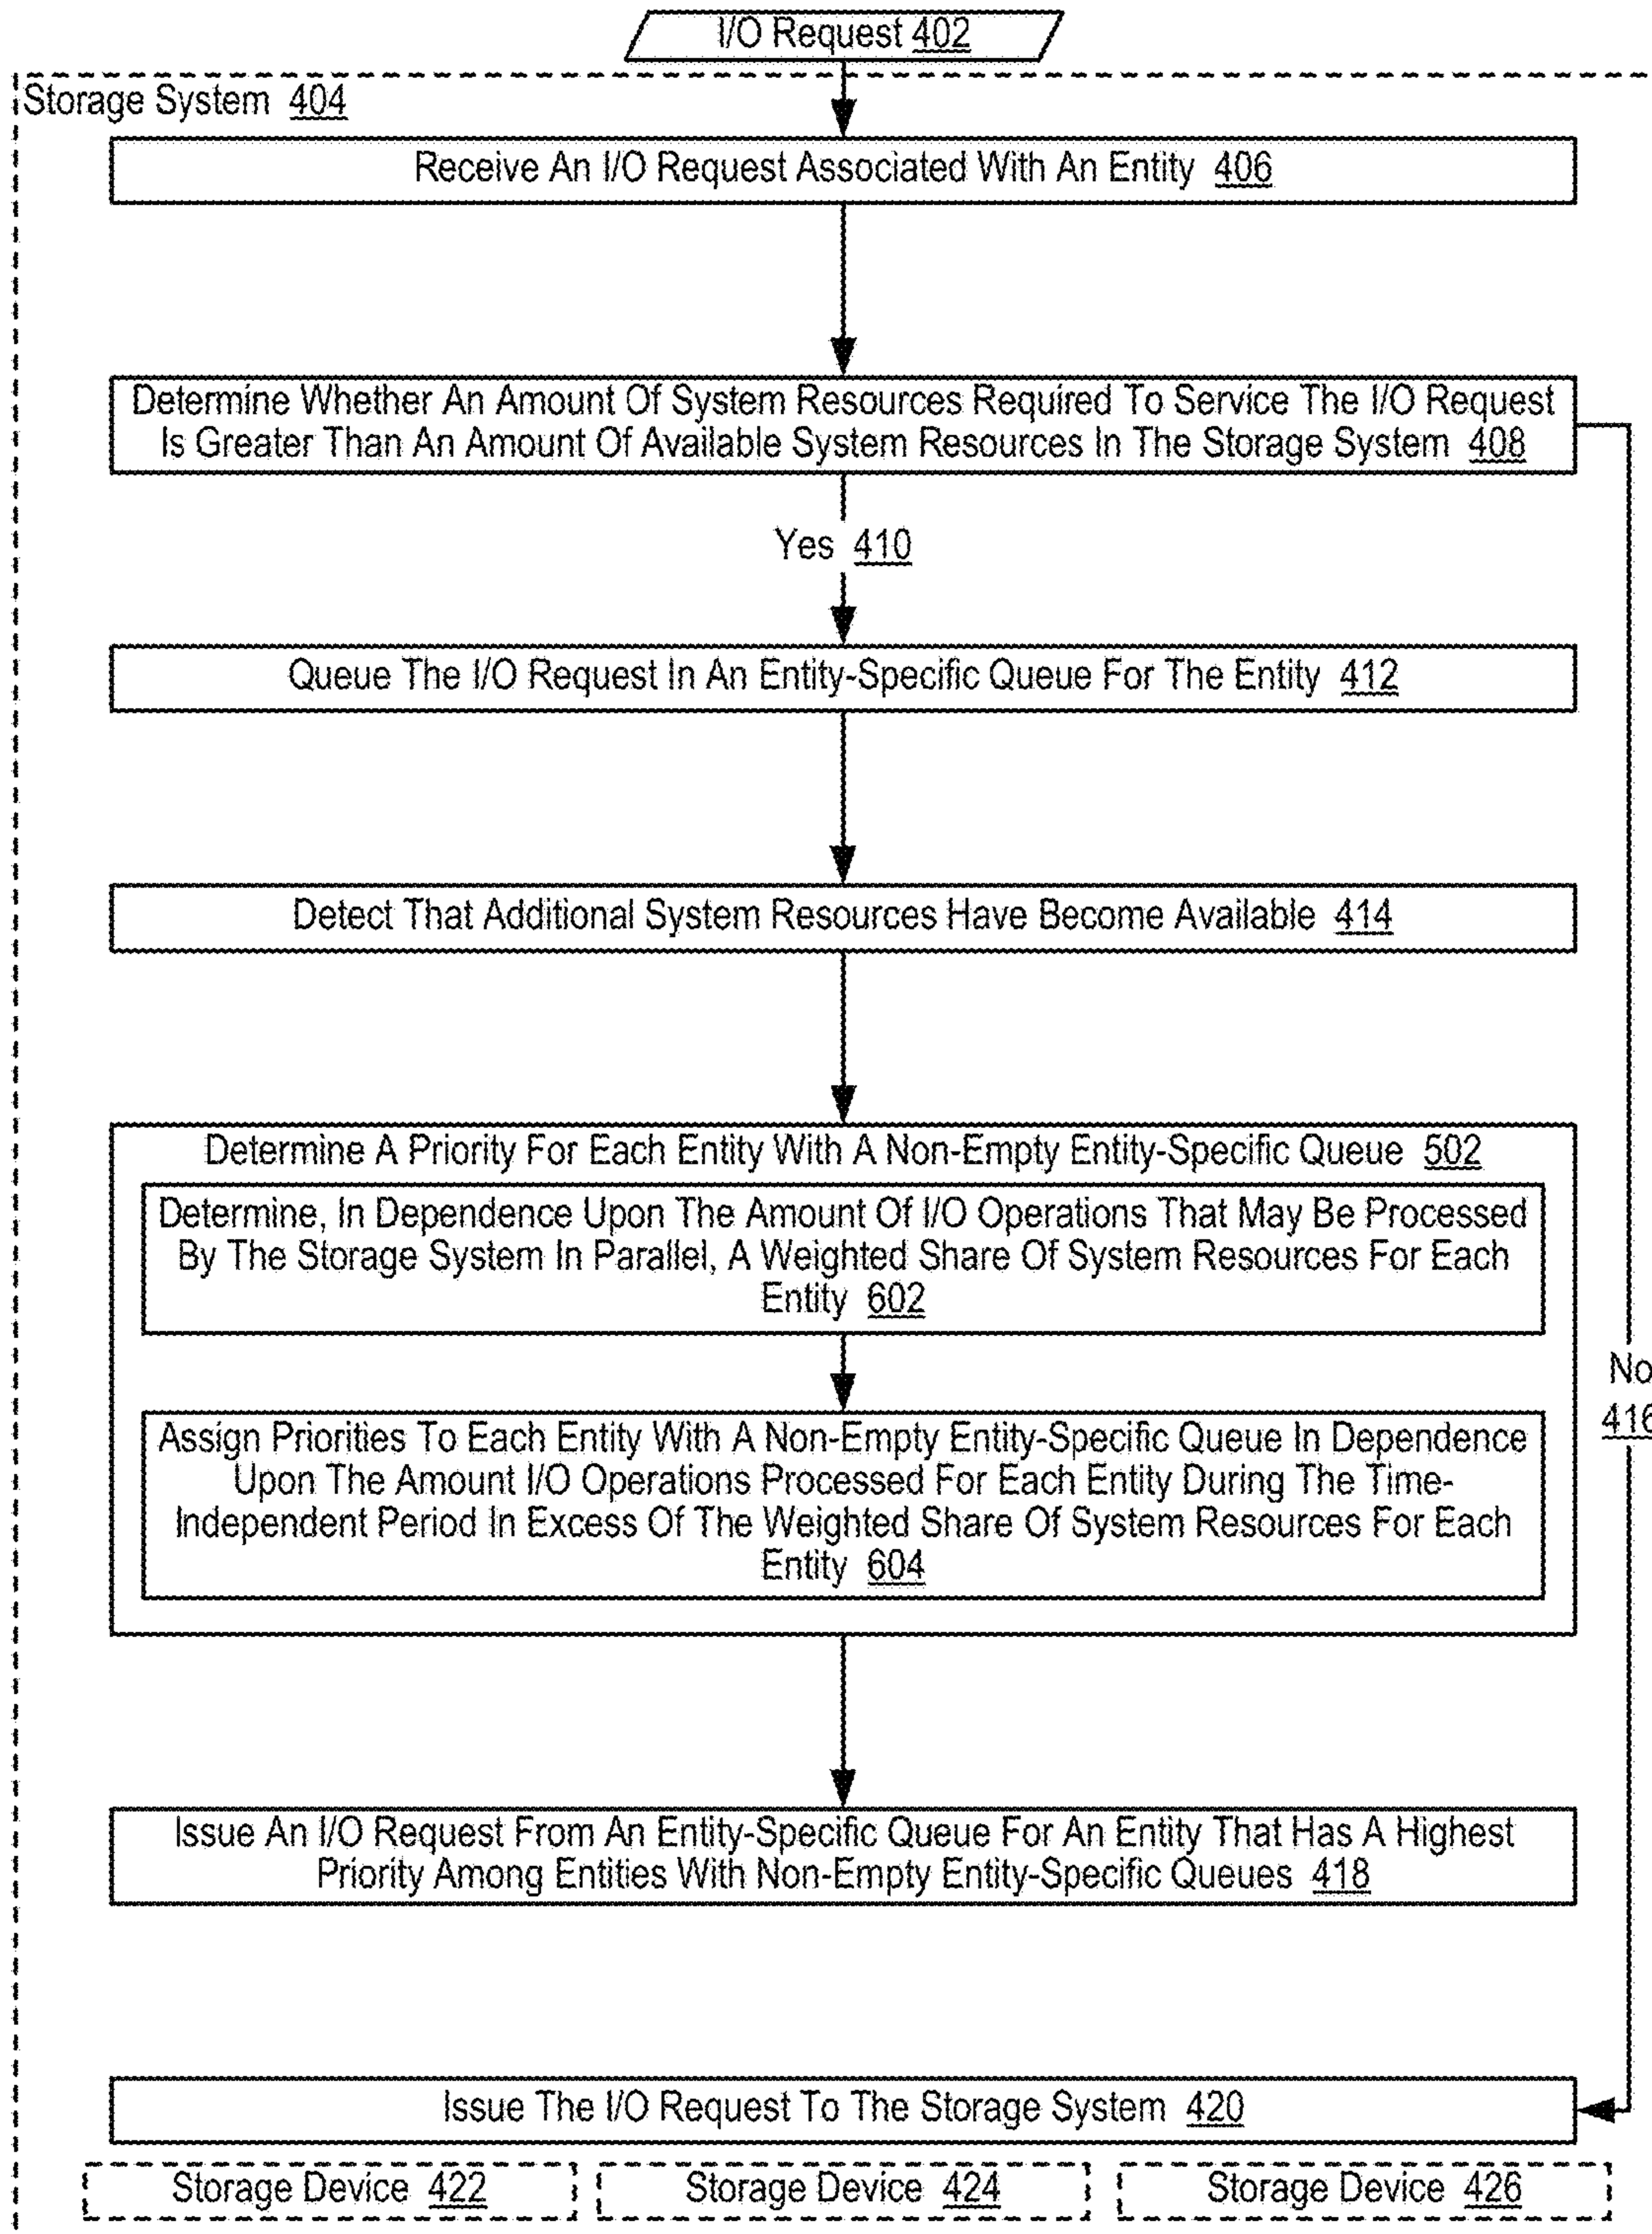 I/O Request 402
Storage System 404
Receive An I/O Request Associated With An Entity 406
Determine Whether An Amount Of System Resources Required To Service The I/O Request
Is Greater Than An Amount Of Available System Resources In The Storage System 408
Yes 410
Queue The I/O Request In An Entity-Specific Queue For The Entity 412
Detect That Additional System Resources Have Become Available 414
Determine A Priority For Each Entity With A Non-Empty Entity-Specific Queue 502
Determine, In Dependence Upon The Amount Of I/O Operations That May Be Processed
By The Storage System In Parallel, A Weighted Share Of System Resources For Each
Entity 602
No
416
Assign Priorities To Each Entity With A Non-Empty Entity-Specific Queue In Dependence
Upon The Amount I/O Operations Processed For Each Entity During The Time-
Independent Period In Excess Of The Weighted Share Of System Resources For Each
Entity 604
Issue An I/O Request From An Entity-Specific Queue For An Entity That Has A Highest
Priority Among Entities With Non-Empty Entity-Specific Queues 418
Issue The I/O Request To The Storage System 420
Storage Device 422
Storage Device 424
Storage Device 426